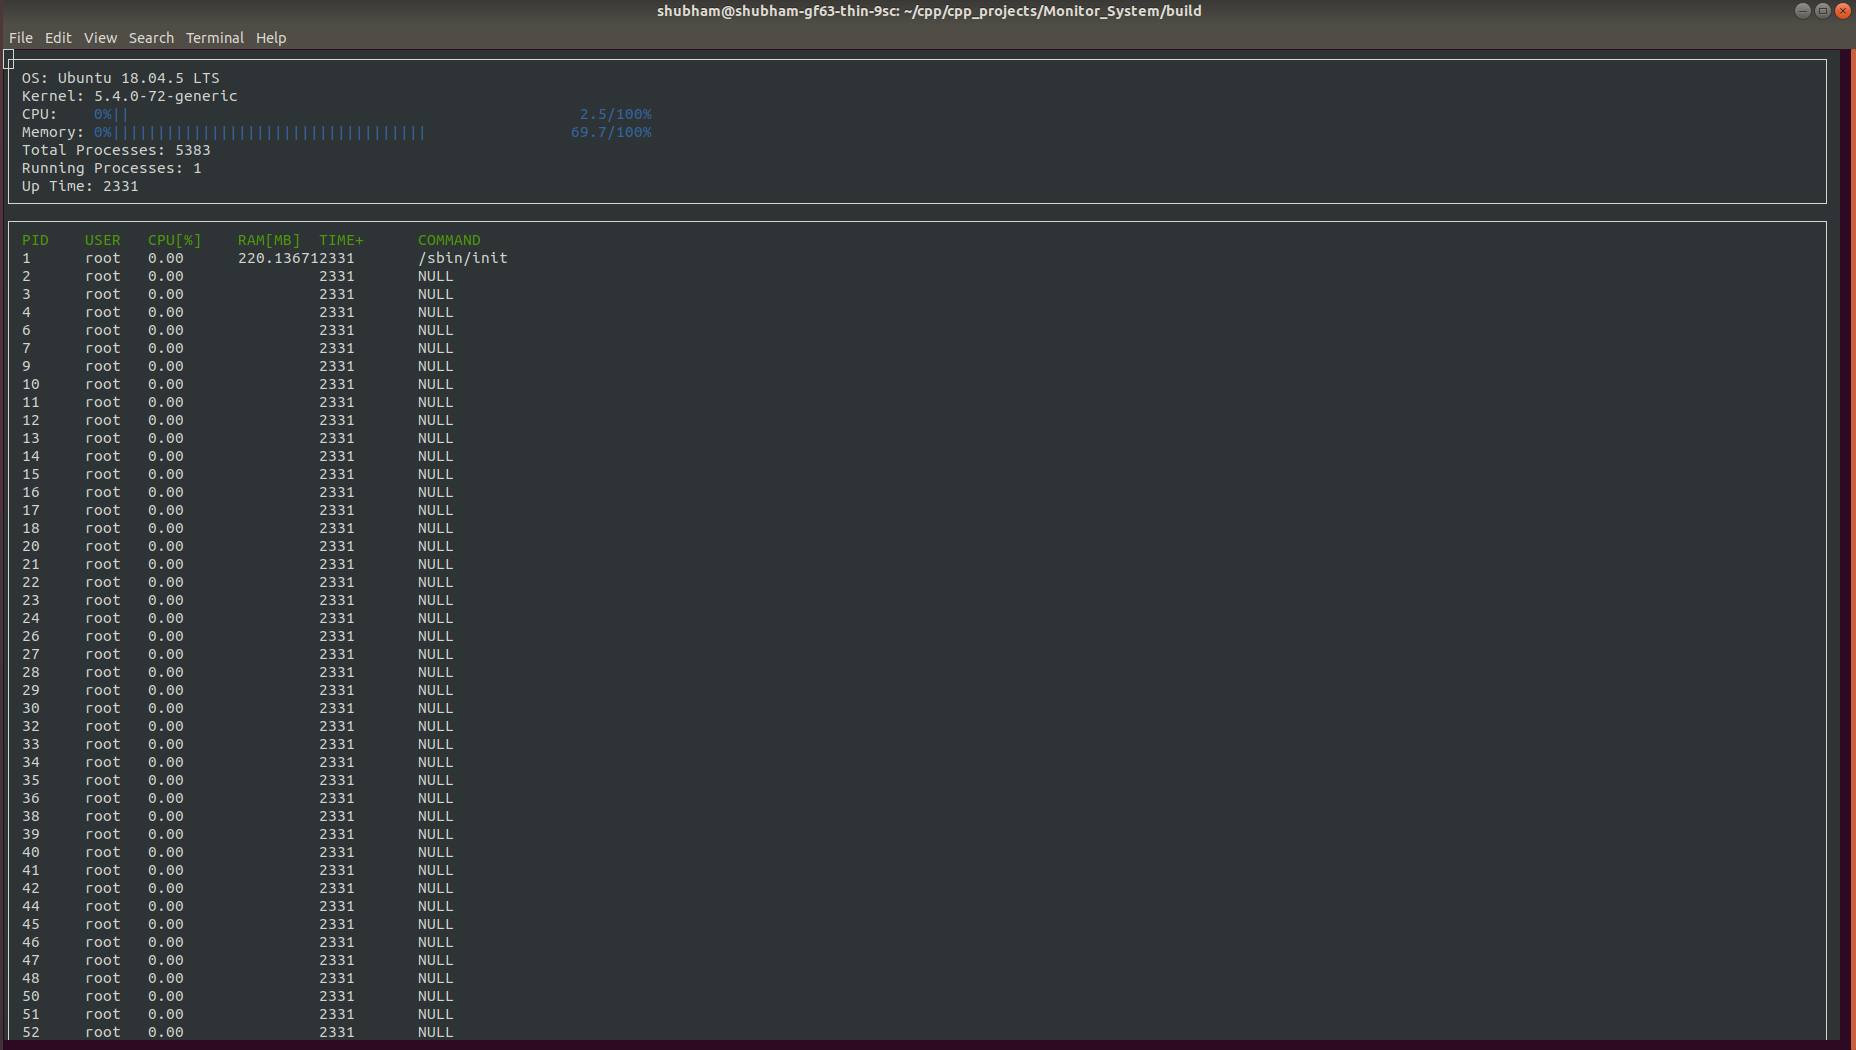 shubham@shubham-gf63-thin-9sc: ~/cpp/cpp_projects/Monitor_System/build
File Edit View Search Terminal Help
OS: Ubuntu 18.04.5 LTS
Kernel: 5.4.0-72-generic
CPU: 0%|| 2.5/100%
Memory: 0%||||||||||||||||||||||||||||||||||| 69.7/100%
Total Processes: 5383
Running Processes: 1
Up Time: 2331
PID USER CPU[%] RAM[MB] TIME+ COMMAND
1 root 0.00 220.136712331 /sbin/init
2 root 0.00 2331 NULL
3 root 0.00 2331 NULL
4 root 0.00 2331 NULL
6 root 0.00 2331 NULL
7 root 0.00 2331 NULL
9 root 0.00 2331 NULL
10 root 0.00 2331 NULL
11 root 0.00 2331 NULL
12 root 0.00 2331 NULL
13 root 0.00 2331 NULL
14 root 0.00 2331 NULL
15 root 0.00 2331 NULL
16 root 0.00 2331 NULL
17 root 0.00 2331 NULL
18 root 0.00 2331 NULL
20 root 0.00 2331 NULL
21 root 0.00 2331 NULL
22 root 0.00 2331 NULL
23 root 0.00 2331 NULL
24 root 0.00 2331 NULL
26 root 0.00 2331 NULL
27 root 0.00 2331 NULL
28 root 0.00 2331 NULL
29 root 0.00 2331 NULL
30 root 0.00 2331 NULL
32 root 0.00 2331 NULL
33 root 0.00 2331 NULL
34 root 0.00 2331 NULL
35 root 0.00 2331 NULL
36 root 0.00 2331 NULL
38 root 0.00 2331 NULL
39 root 0.00 2331 NULL
40 root 0.00 2331 NULL
41 root 0.00 2331 NULL
42 root 0.00 2331 NULL
44 root 0.00 2331 NULL
45 root 0.00 2331 NULL
46 root 0.00 2331 NULL
47 root 0.00 2331 NULL
48 root 0.00 2331 NULL
50 root 0.00 2331 NULL
51 root 0.00 2331 NULL
52 root 0.00 2331 NULL